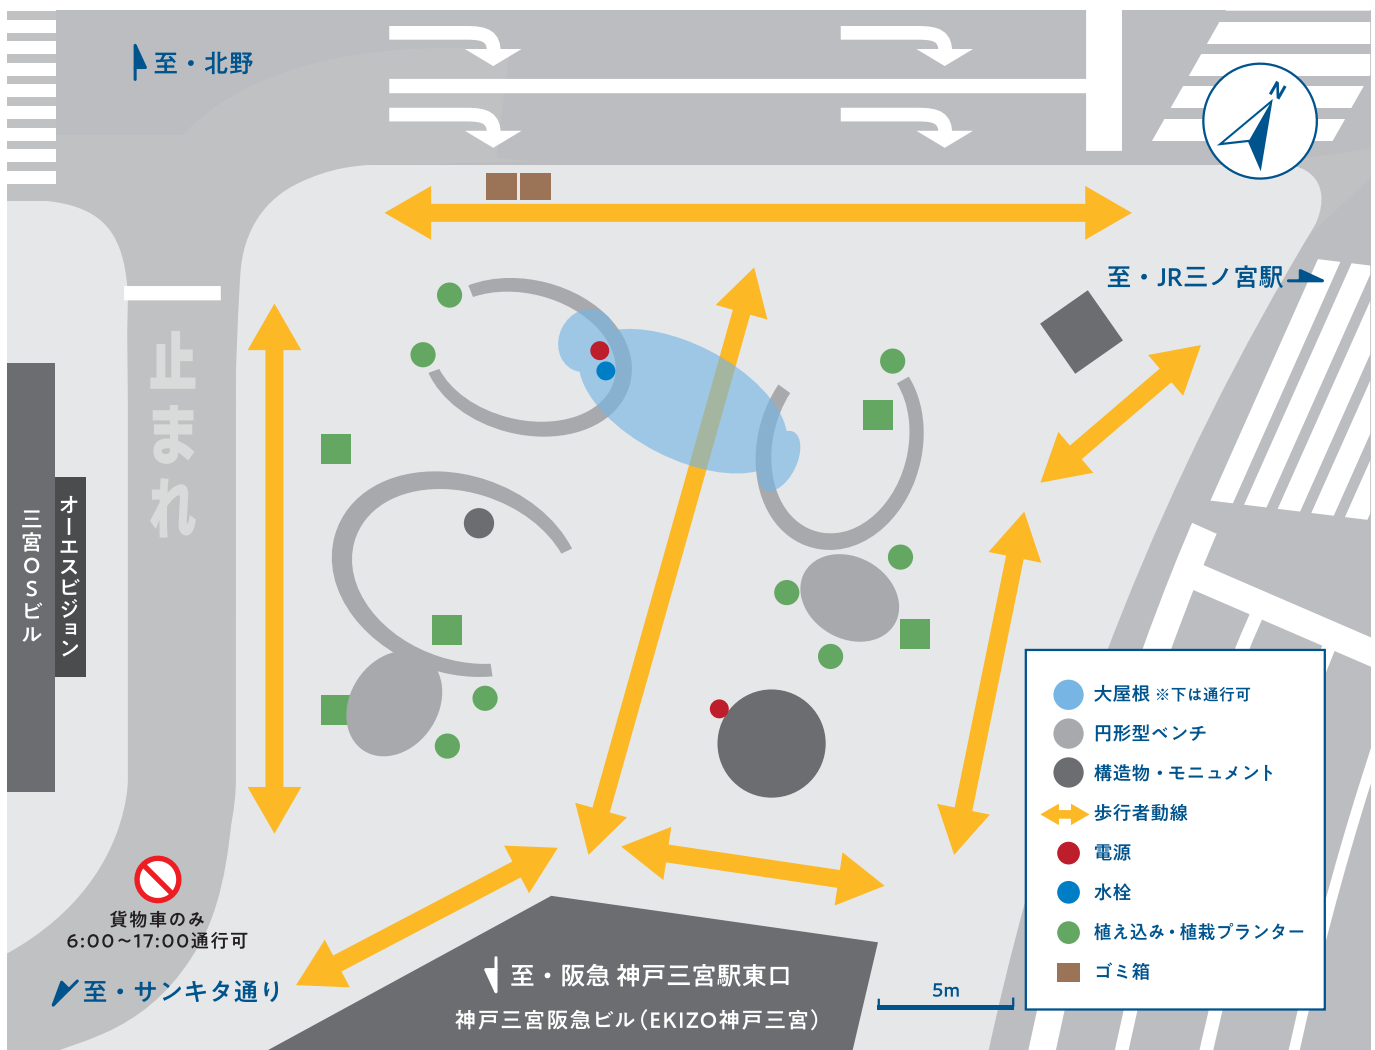 至・北野
N
至・JR三ノ宮駅
止まれ
オーエスビジョン
三宮OSビル
大屋根 ※下は通行可
円形型ベンチ
構造物・モニュメント
歩行者動線
電源
水栓
植え込み・植栽プランター
ゴミ箱
貨物車のみ
6:00～17:00通行可
至・サンキタ通り
至・阪急 神戸三宮駅東口
神戸三宮阪急ビル（EKIZO神戸三宮）
5m